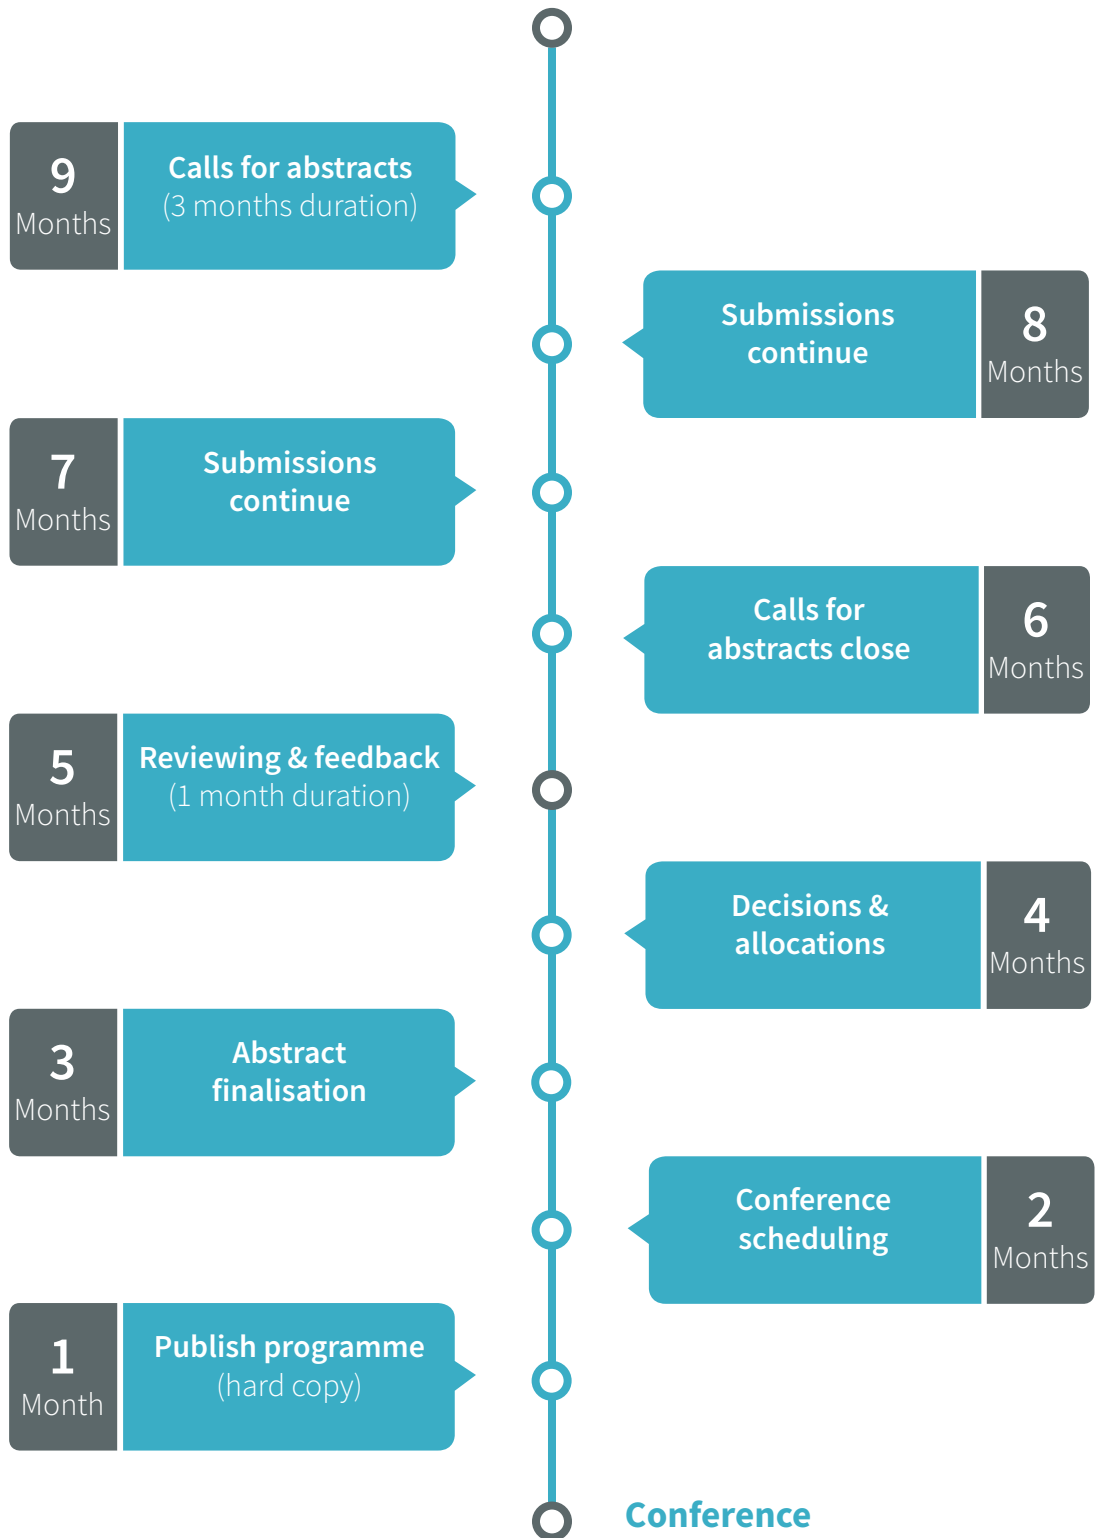 9
Months
Calls for abstracts
(3 months duration)
Submissions
continue
8
Months
7
Months
Submissions
continue
Calls for
abstracts close
6
Months
5
Months
Reviewing & feedback
(1 month duration)
Decisions &
allocations
4
Months
3
Months
Abstract
finalisation
Conference
scheduling
2
Months
1
Month
Publish programme
(hard copy)
Conference